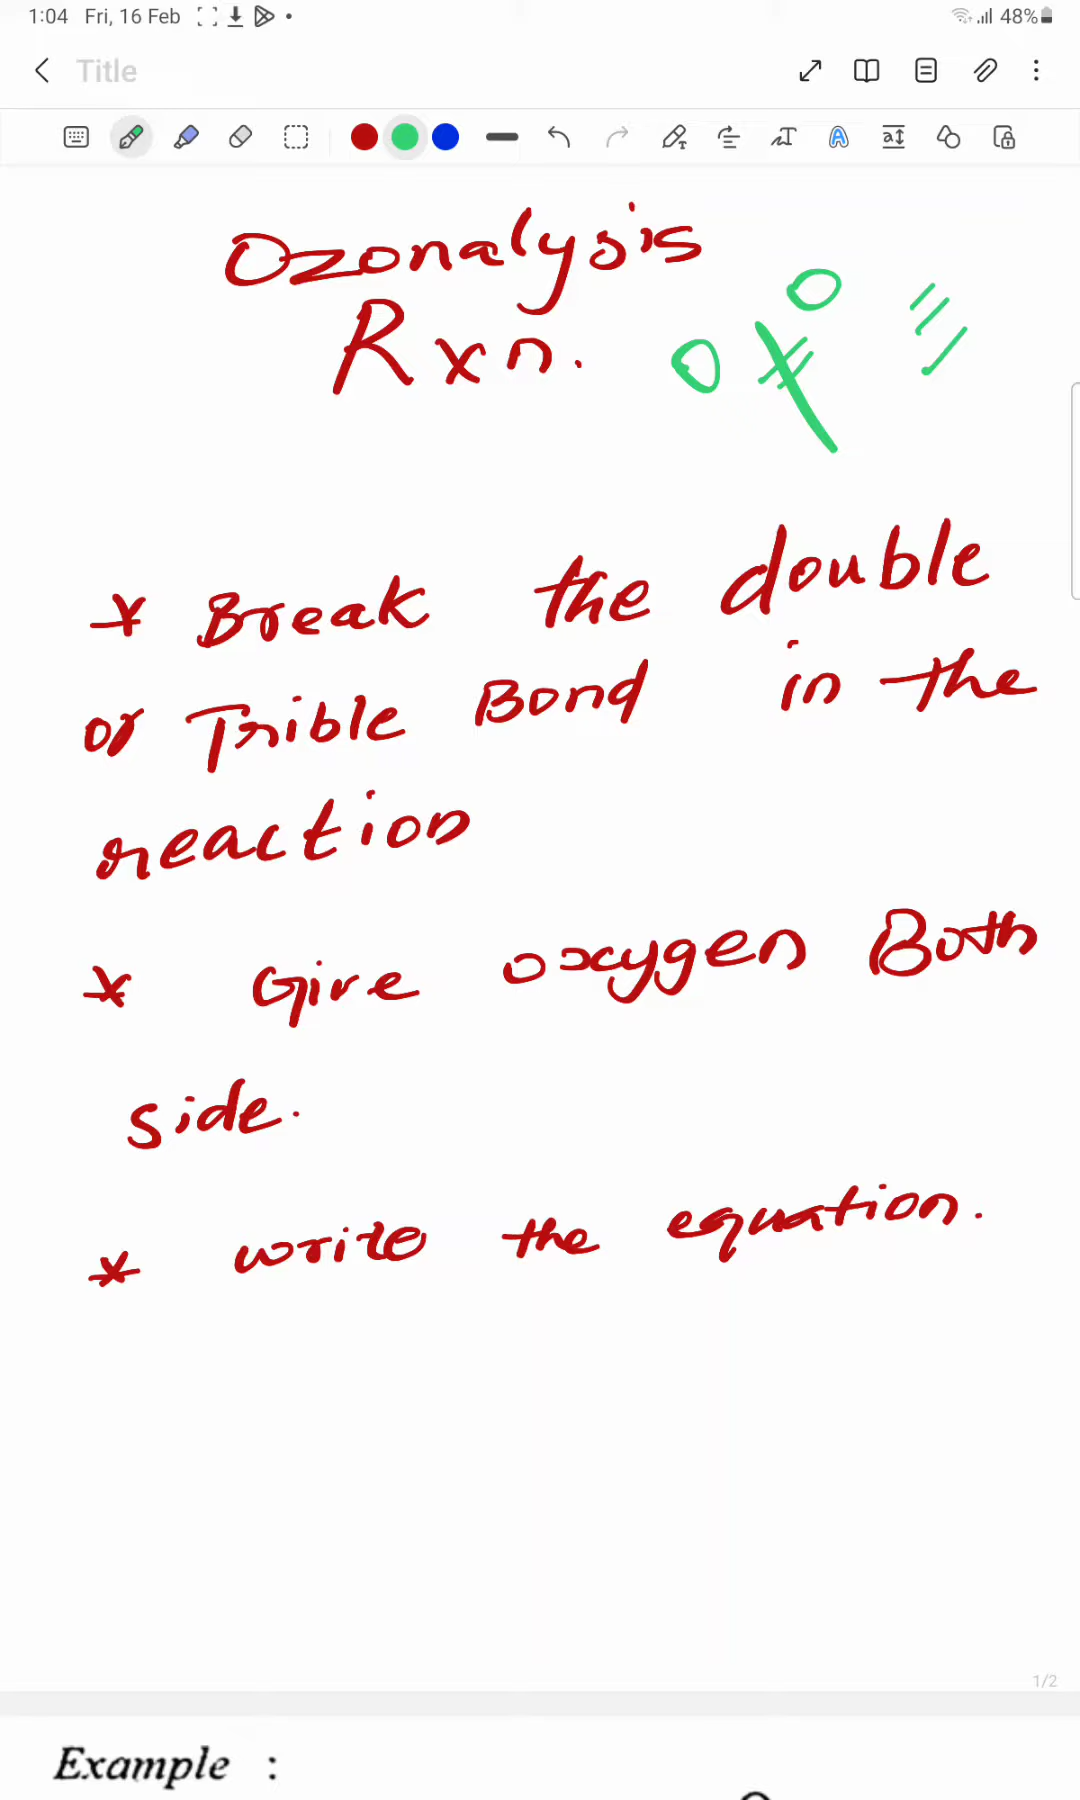 1:04 Fri, 16 Feb 48%
Title
Ozonalysis
Rxn.
* Break the double
or Trible Bond in the
reaction
* Give oxygen Both
side.
* write the equation.
1/2
Example :